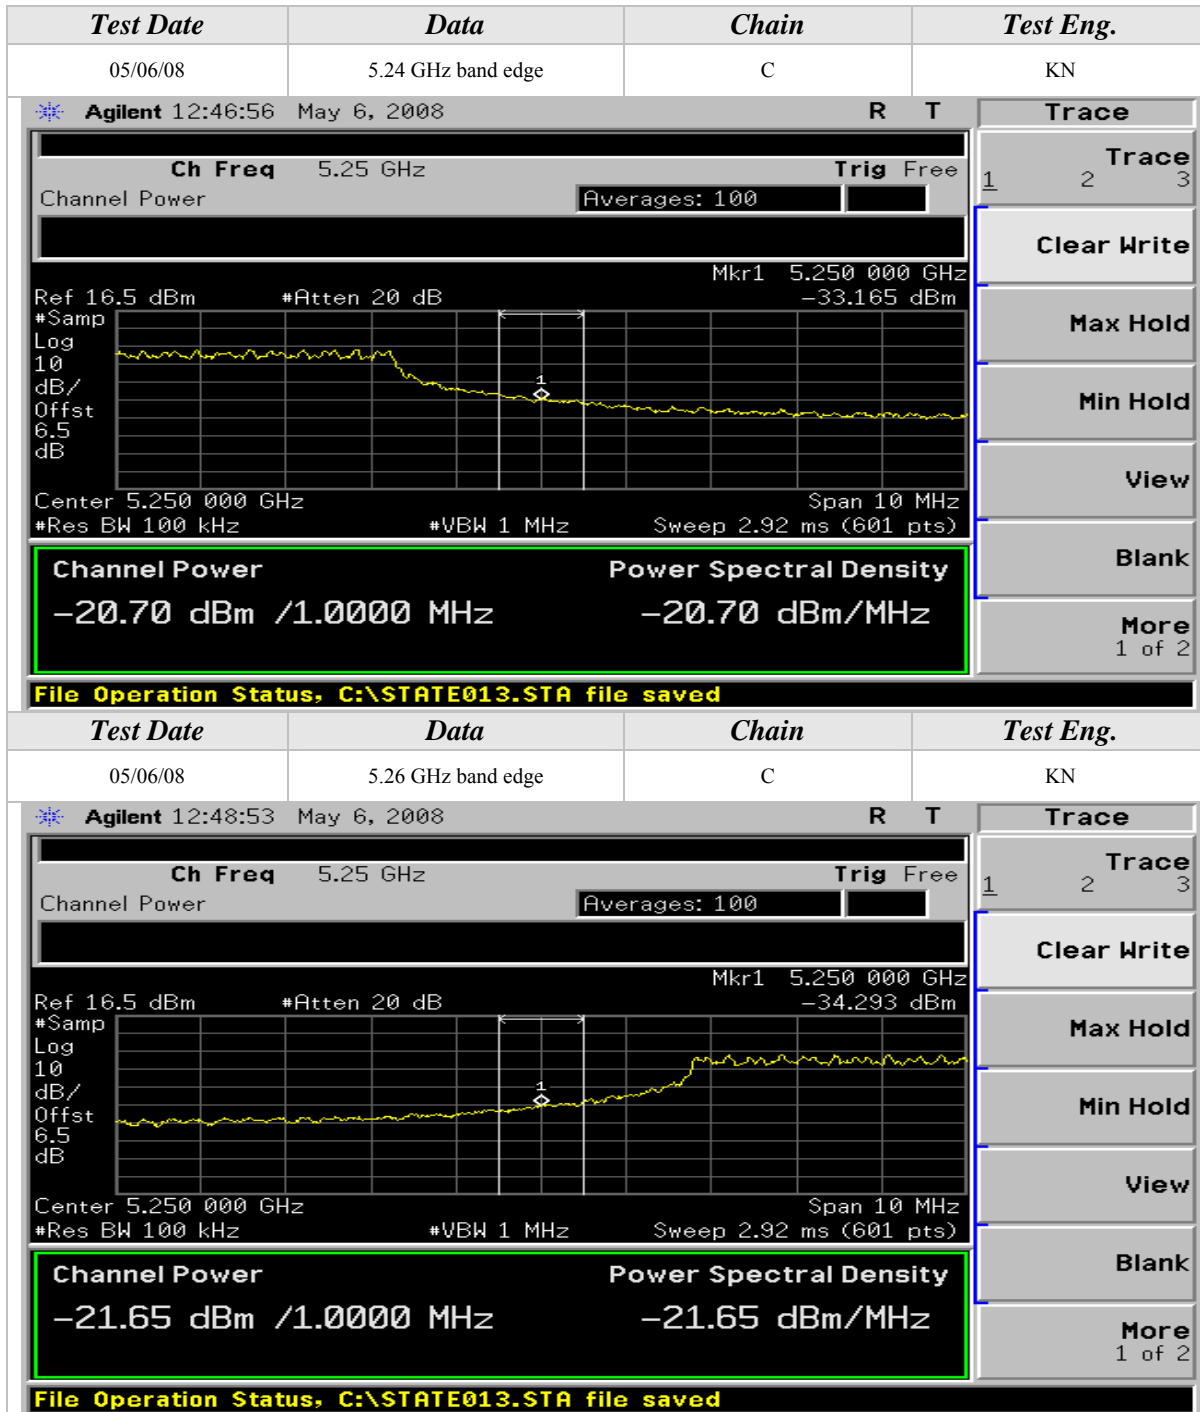 Test Date Data Chain Test Eng.
05/06/08 5.24 GHz band edge C KN
Agilent 12:46:56 May 6, 2008 R T Trace
Ch Freq 5.25 GHz Trig Free
Channel Power Averages: 100
Trace
1 2 3
Clear Write
Mkr1 5.250 000 GHz
Ref 16.5 dBm #Atten 20 dB -33.165 dBm
#Samp
Log
10
dB/
Offst
6.5
dB
1
Max Hold
Min Hold
View
Center 5.250 000 GHz Span 10 MHz
#Res BW 100 kHz #VBW 1 MHz Sweep 2.92 ms (601 pts)
Blank
Channel Power Power Spectral Density
-20.70 dBm /1.0000 MHz -20.70 dBm/MHz
More
1 of 2
File Operation Status, C:\STATE013.STA file saved
Test Date Data Chain Test Eng.
05/06/08 5.26 GHz band edge C KN
Agilent 12:48:53 May 6, 2008 R T Trace
Ch Freq 5.25 GHz Trig Free
Channel Power Averages: 100
Trace
1 2 3
Clear Write
Mkr1 5.250 000 GHz
Ref 16.5 dBm #Atten 20 dB -34.293 dBm
#Samp
Log
10
dB/
Offst
6.5
dB
1
Max Hold
Min Hold
View
Center 5.250 000 GHz Span 10 MHz
#Res BW 100 kHz #VBW 1 MHz Sweep 2.92 ms (601 pts)
Blank
Channel Power Power Spectral Density
-21.65 dBm /1.0000 MHz -21.65 dBm/MHz
More
1 of 2
File Operation Status, C:\STATE013.STA file saved